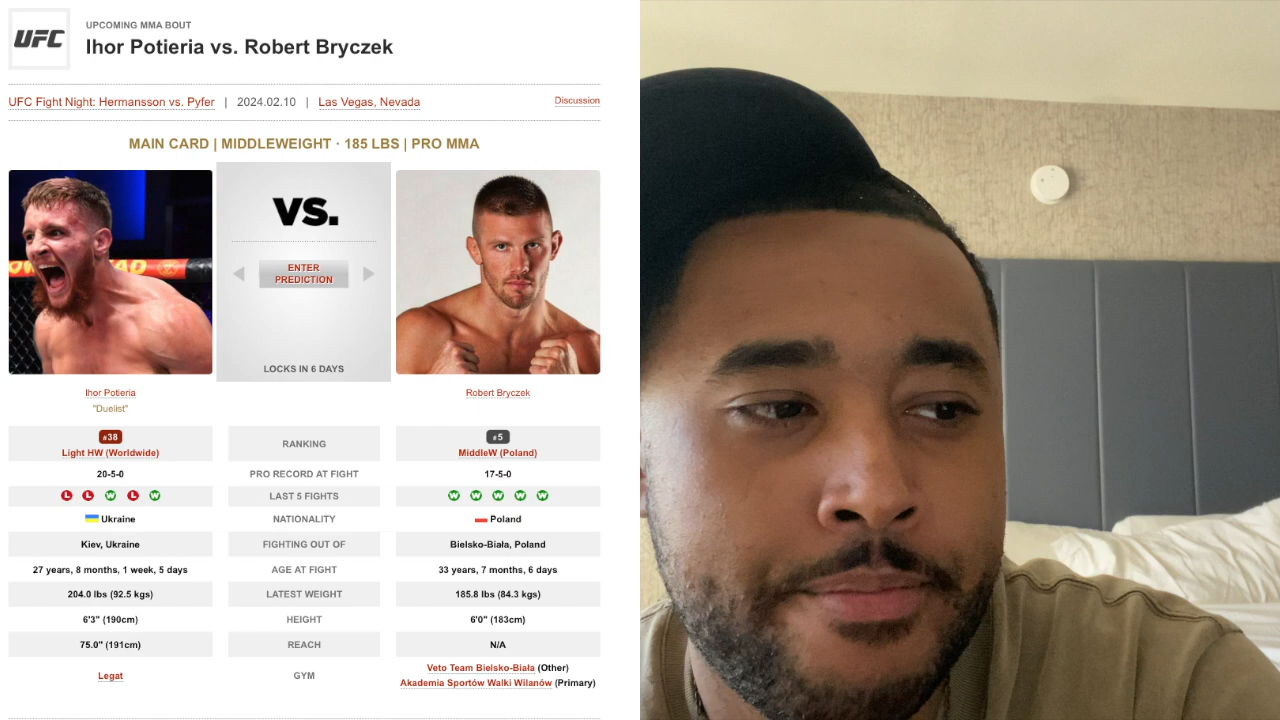 UFC
UPCOMING MMA BOUT
Ihor Potieria vs. Robert Bryczek
UFC Fight Night: Hermansson vs. Pyfer | 2024.02.10 | Las Vegas, Nevada Discussion
MAIN CARD | MIDDLEWEIGHT · 185 LBS | PRO MMA
VS.
ENTER
PREDICTION
LOCKS IN 6 DAYS
Ihor Potieria Robert Bryczek
"Duelist"
#38 RANKING #5
Light HW (Worldwide) MiddleW (Poland)
20-5-0 PRO RECORD AT FIGHT 17-5-0
L L W L W LAST 5 FIGHTS W W W W W
Ukraine NATIONALITY Poland
Kiev, Ukraine FIGHTING OUT OF Bielsko-Biała, Poland
27 years, 8 months, 1 week, 5 days AGE AT FIGHT 33 years, 7 months, 6 days
204.0 lbs (92.5 kgs) LATEST WEIGHT 185.8 lbs (84.3 kgs)
6'3" (190cm) HEIGHT 6'0" (183cm)
75.0" (191cm) REACH N/A
Legat GYM Veto Team Bielsko-Biała (Other)
Akademia Sportów Walki Wilanów (Primary)